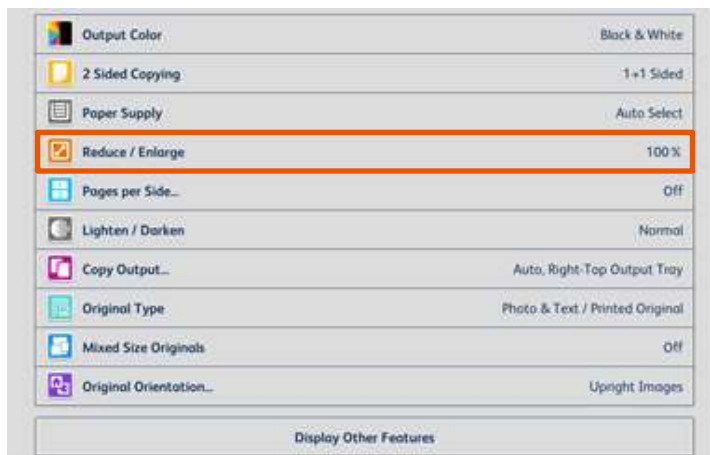 Output Color Black & White
2 Sided Copying 1→1 Sided
Paper Supply Auto Select
Reduce / Enlarge 100 %
Pages per Side... Off
Lighten / Darken Normal
Copy Output... Auto, Right-Top Output Tray
Original Type Photo & Text / Printed Original
Mixed Size Originals Off
Original Orientation... Upright Images
Display Other Features